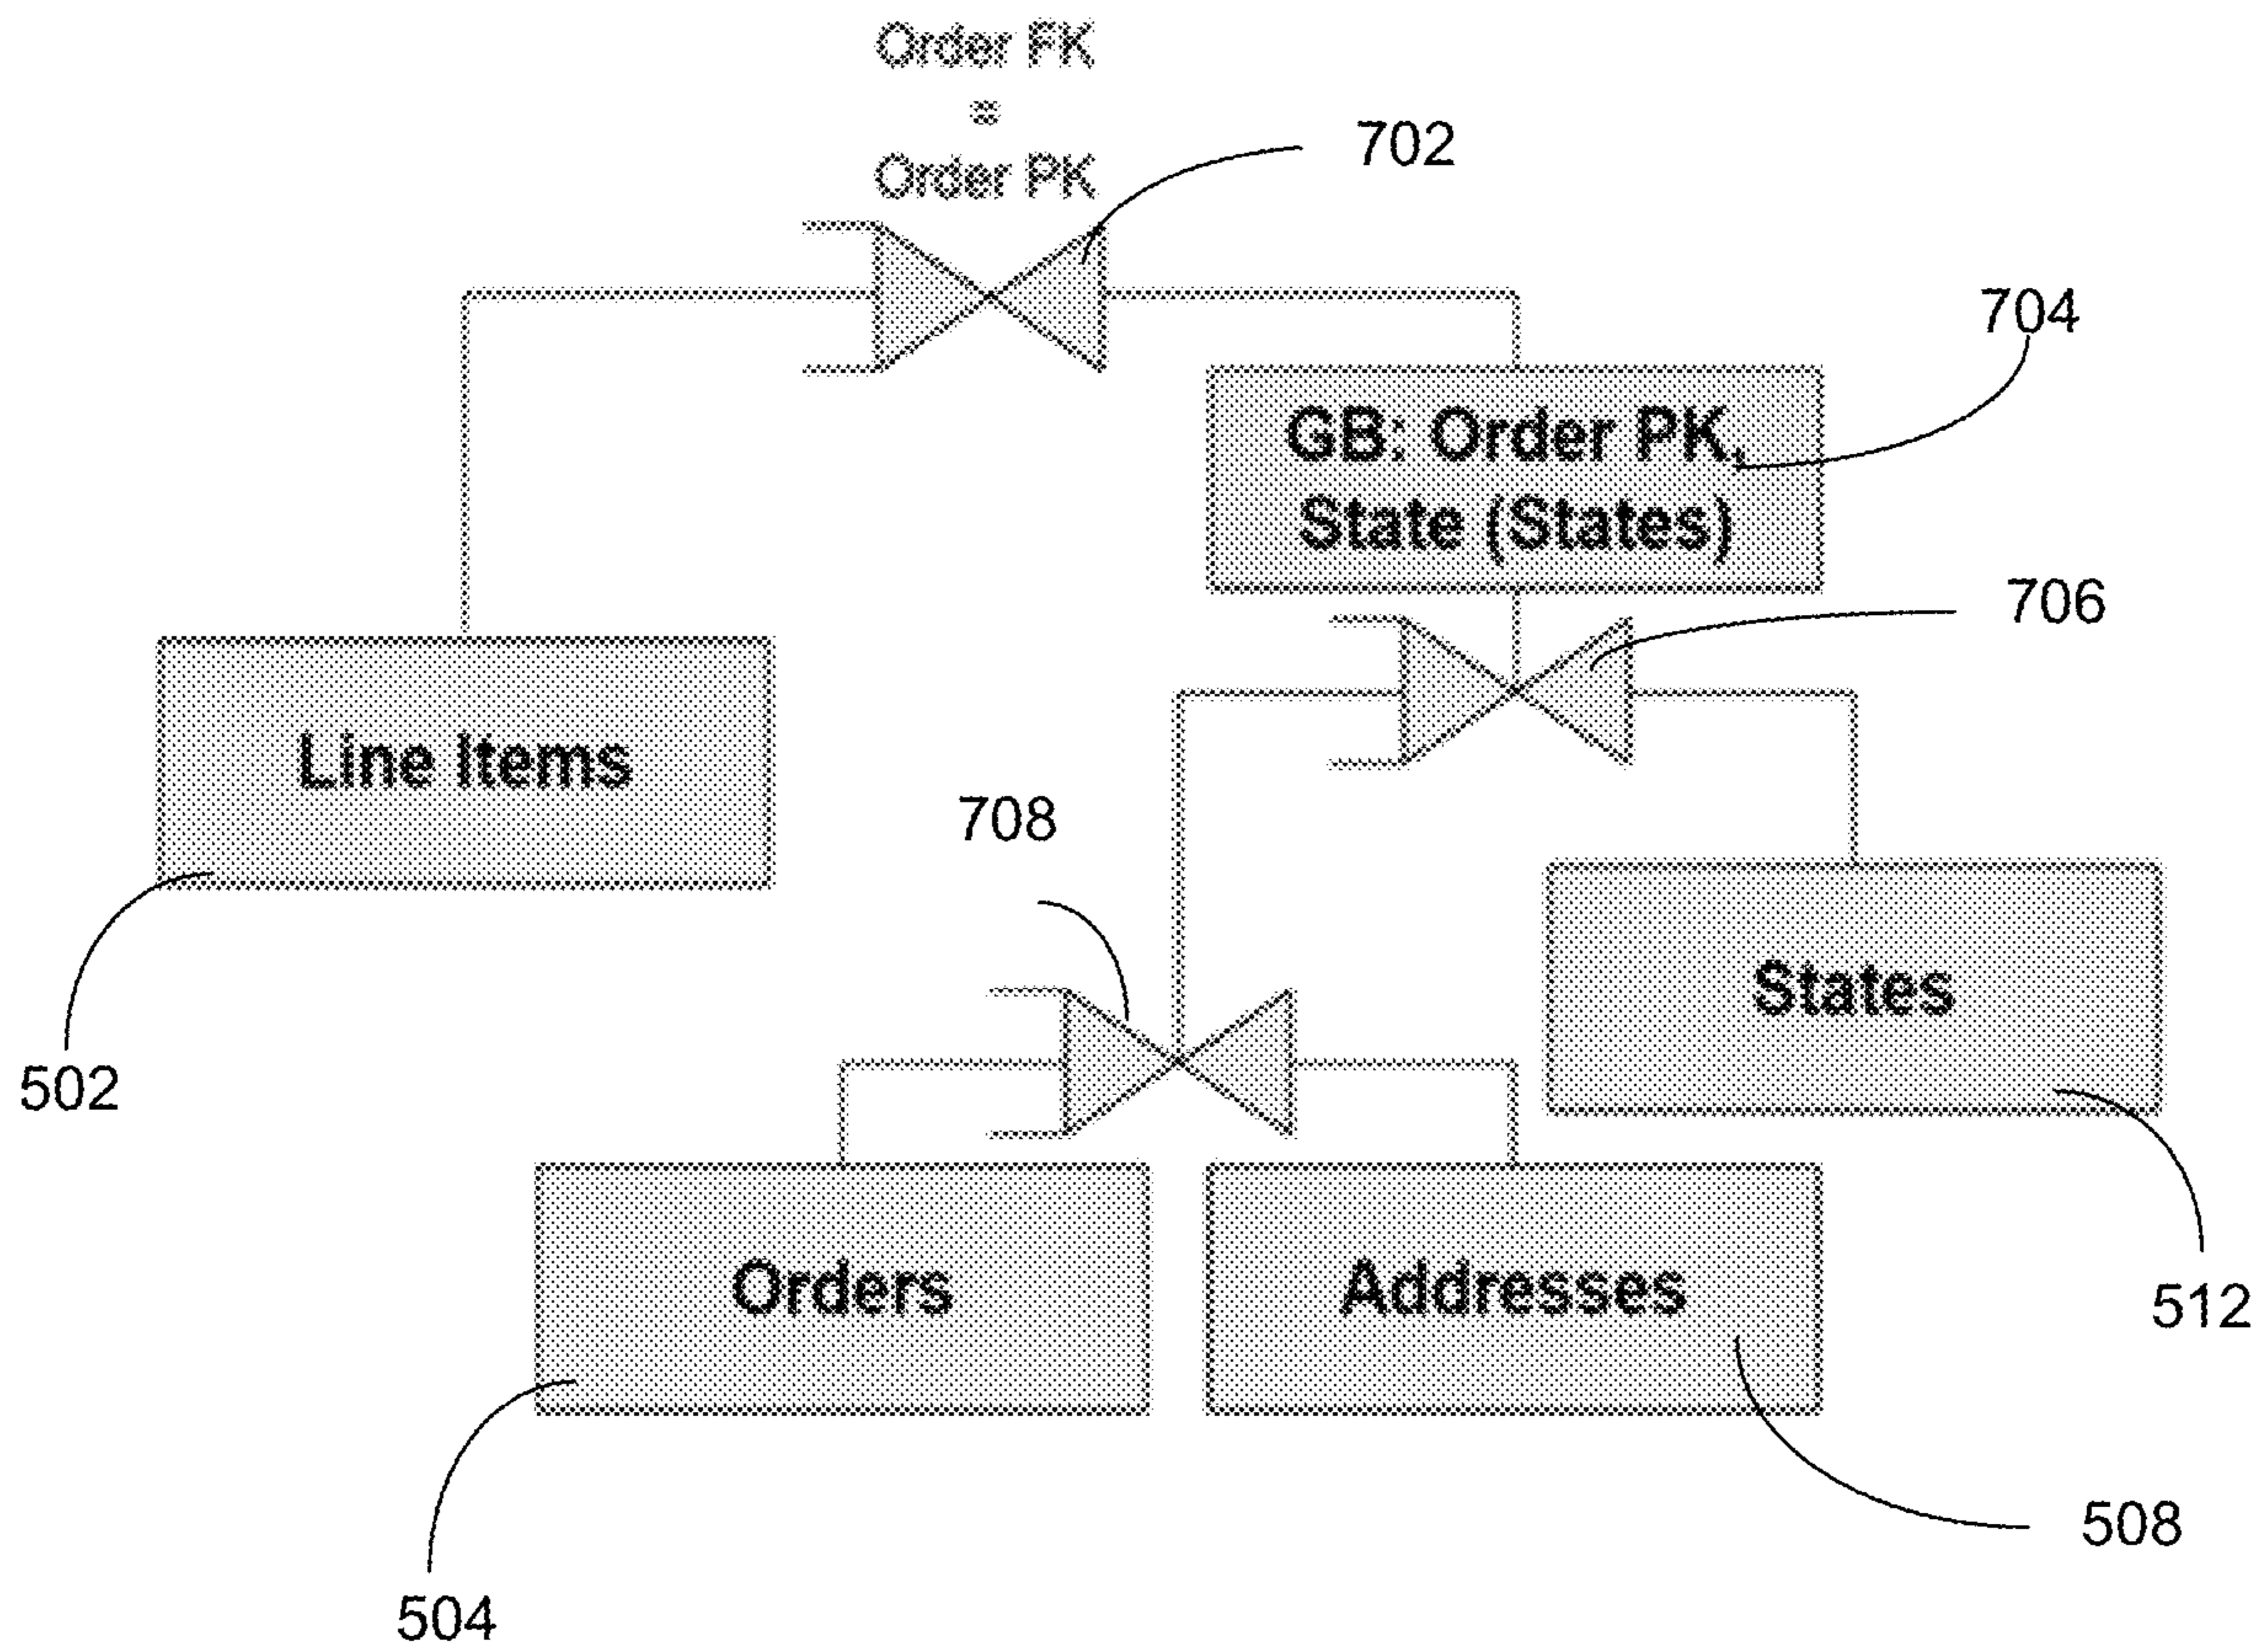 Order FK
=
Order PK
702
704
GB: Order PK,
State (States)
706
Line Items
708
States
502
Orders
Addresses
512
508
504